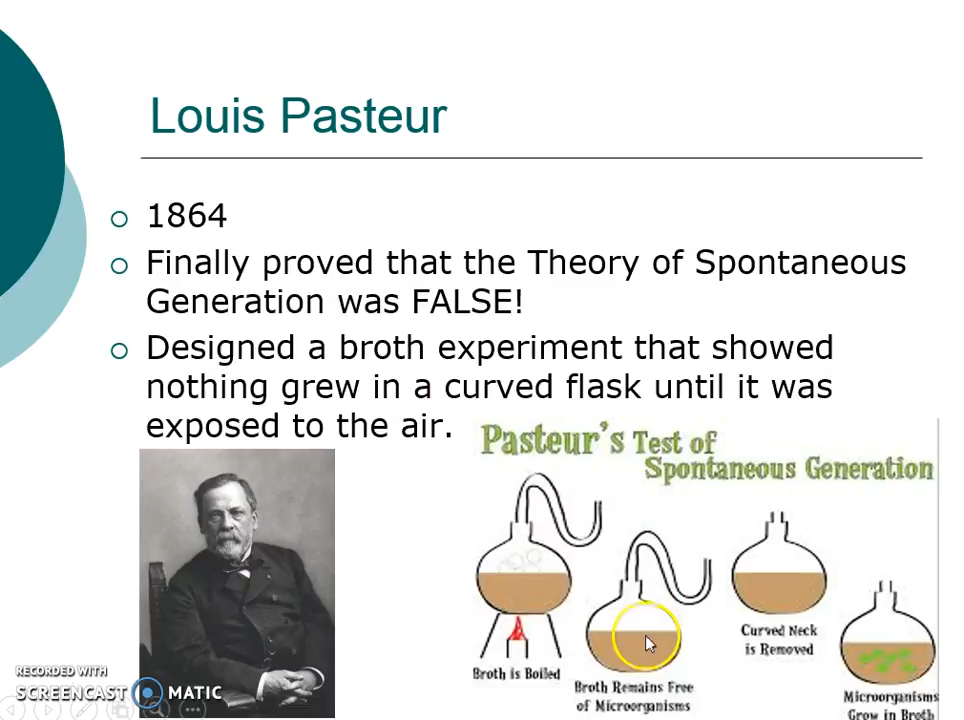 Louis Pasteur
1864
Finally proved that the Theory of Spontaneous
Generation was FALSE!
Designed a broth experiment that showed
nothing grew in a curved flask until it was
exposed to the air.
Pasteur's Test of
Spontaneous Generation
Broth is Boiled
Broth Remains Free
of Microorganisms
Curved Neck
is Removed
Microorganisms
Grow in Broth
RECORDED WITH
SCREENCAST MATIC